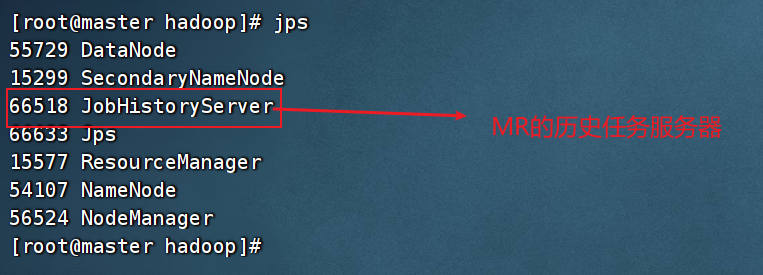 [root@master hadoop]# jps
55729 DataNode
15299 SecondaryNameNode
66518 JobHistoryServer
MR的历史任务服务器
66633 Jps
15577 ResourceManager
54107 NameNode
56524 NodeManager
[root@master hadoop]#